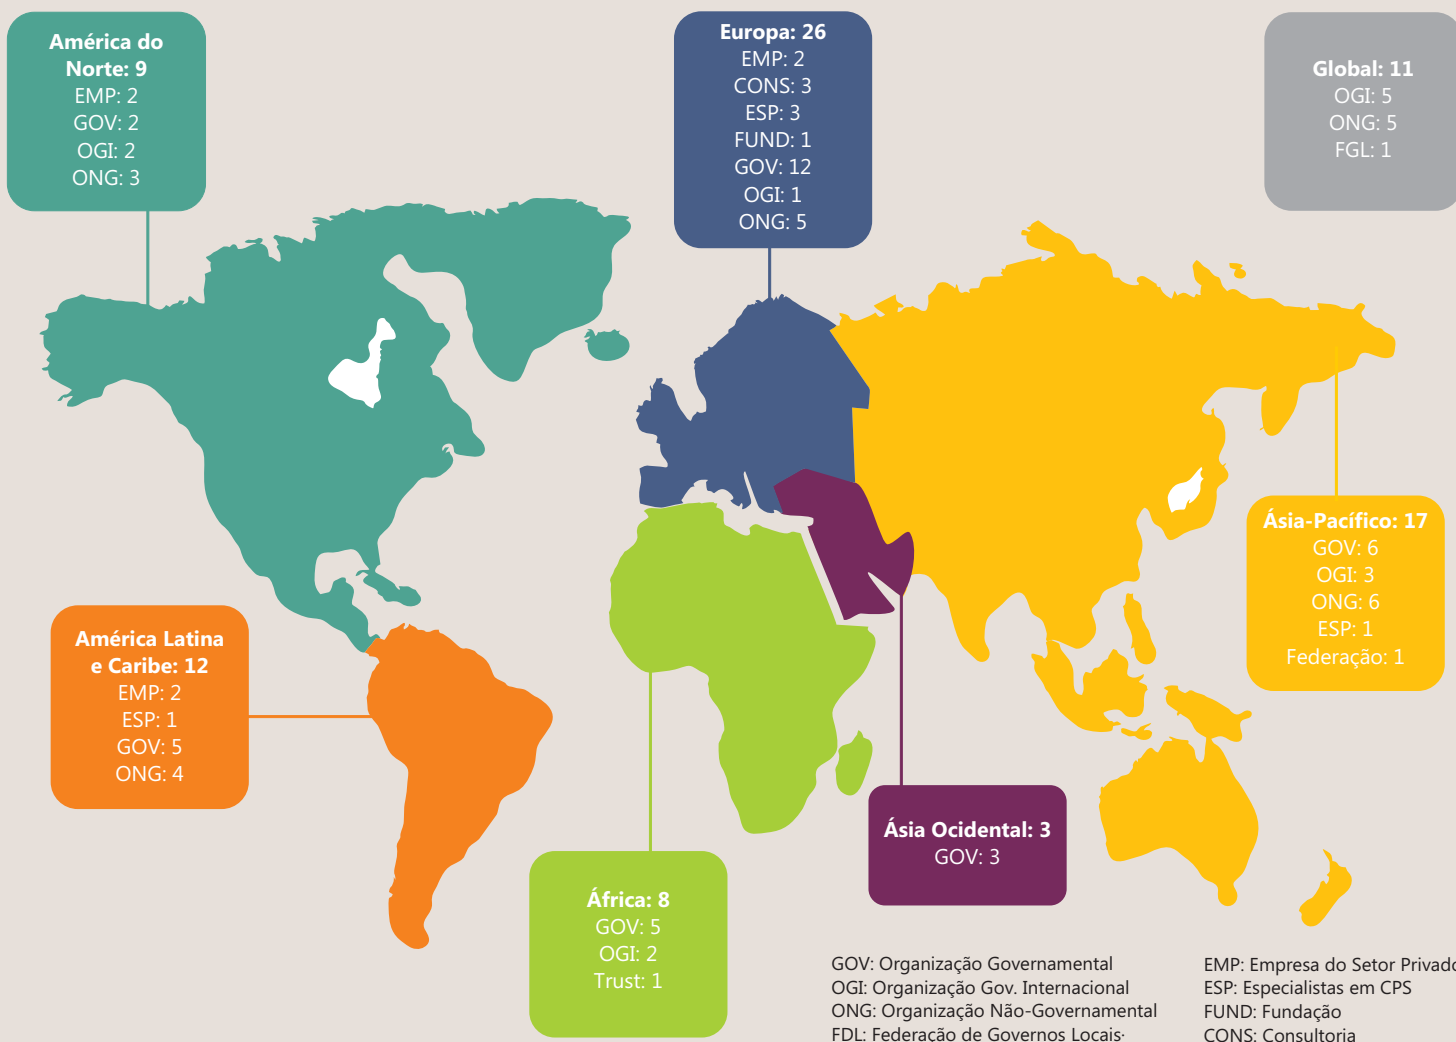 América do
Norte: 9
EMP: 2
GOV: 2
OGI: 2
ONG: 3
Europa: 26
EMP: 2
CONS: 3
ESP: 3
FUND: 1
GOV: 12
OGI: 1
ONG: 5
Global: 11
OGI: 5
ONG: 5
FGL: 1
Ásia-Pacífico: 17
GOV: 6
OGI: 3
ONG: 6
ESP: 1
Federação: 1
América Latina
e Caribe: 12
EMP: 2
ESP: 1
GOV: 5
ONG: 4
Ásia Ocidental: 3
GOV: 3
África: 8
GOV: 5
OGI: 2
Trust: 1
GOV: Organização Governamental
OGI: Organização Gov. Internacional
ONG: Organização Não-Governamental
FDL: Federação de Governos Locais·
EMP: Empresa do Setor Privado
ESP: Especialistas em CPS
FUND: Fundação
CONS: Consultoria